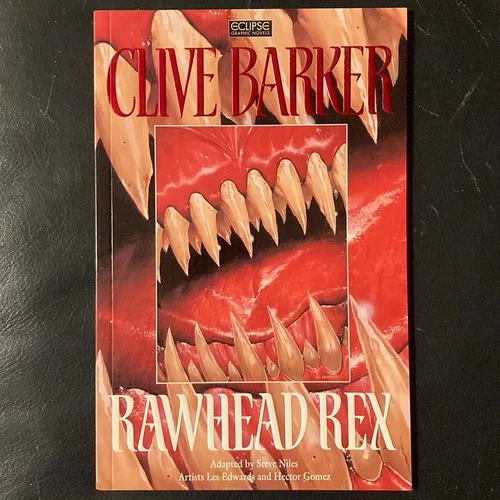 ECLIPSE
GRAPHIC NOVELS
CLIVE BARKER
RAWHEAD REX
Adapted by Steve Niles
Artists Les Edwards and Hector Gomez